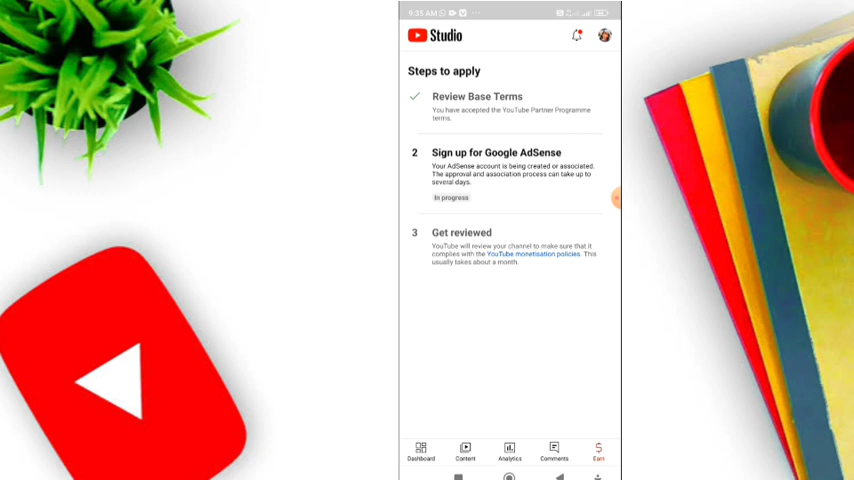 9:35 AM
Studio
Steps to apply
Review Base Terms
You have accepted the YouTube Partner Programme
terms.
2 Sign up for Google AdSense
Your AdSense account is being created or associated.
The approval and association process can take up to
several days.
In progress
3 Get reviewed
YouTube will review your channel to make sure that it
complies with the YouTube monetisation policies. This
usually takes about a month.
Dashboard Content Analytics Comments Earn